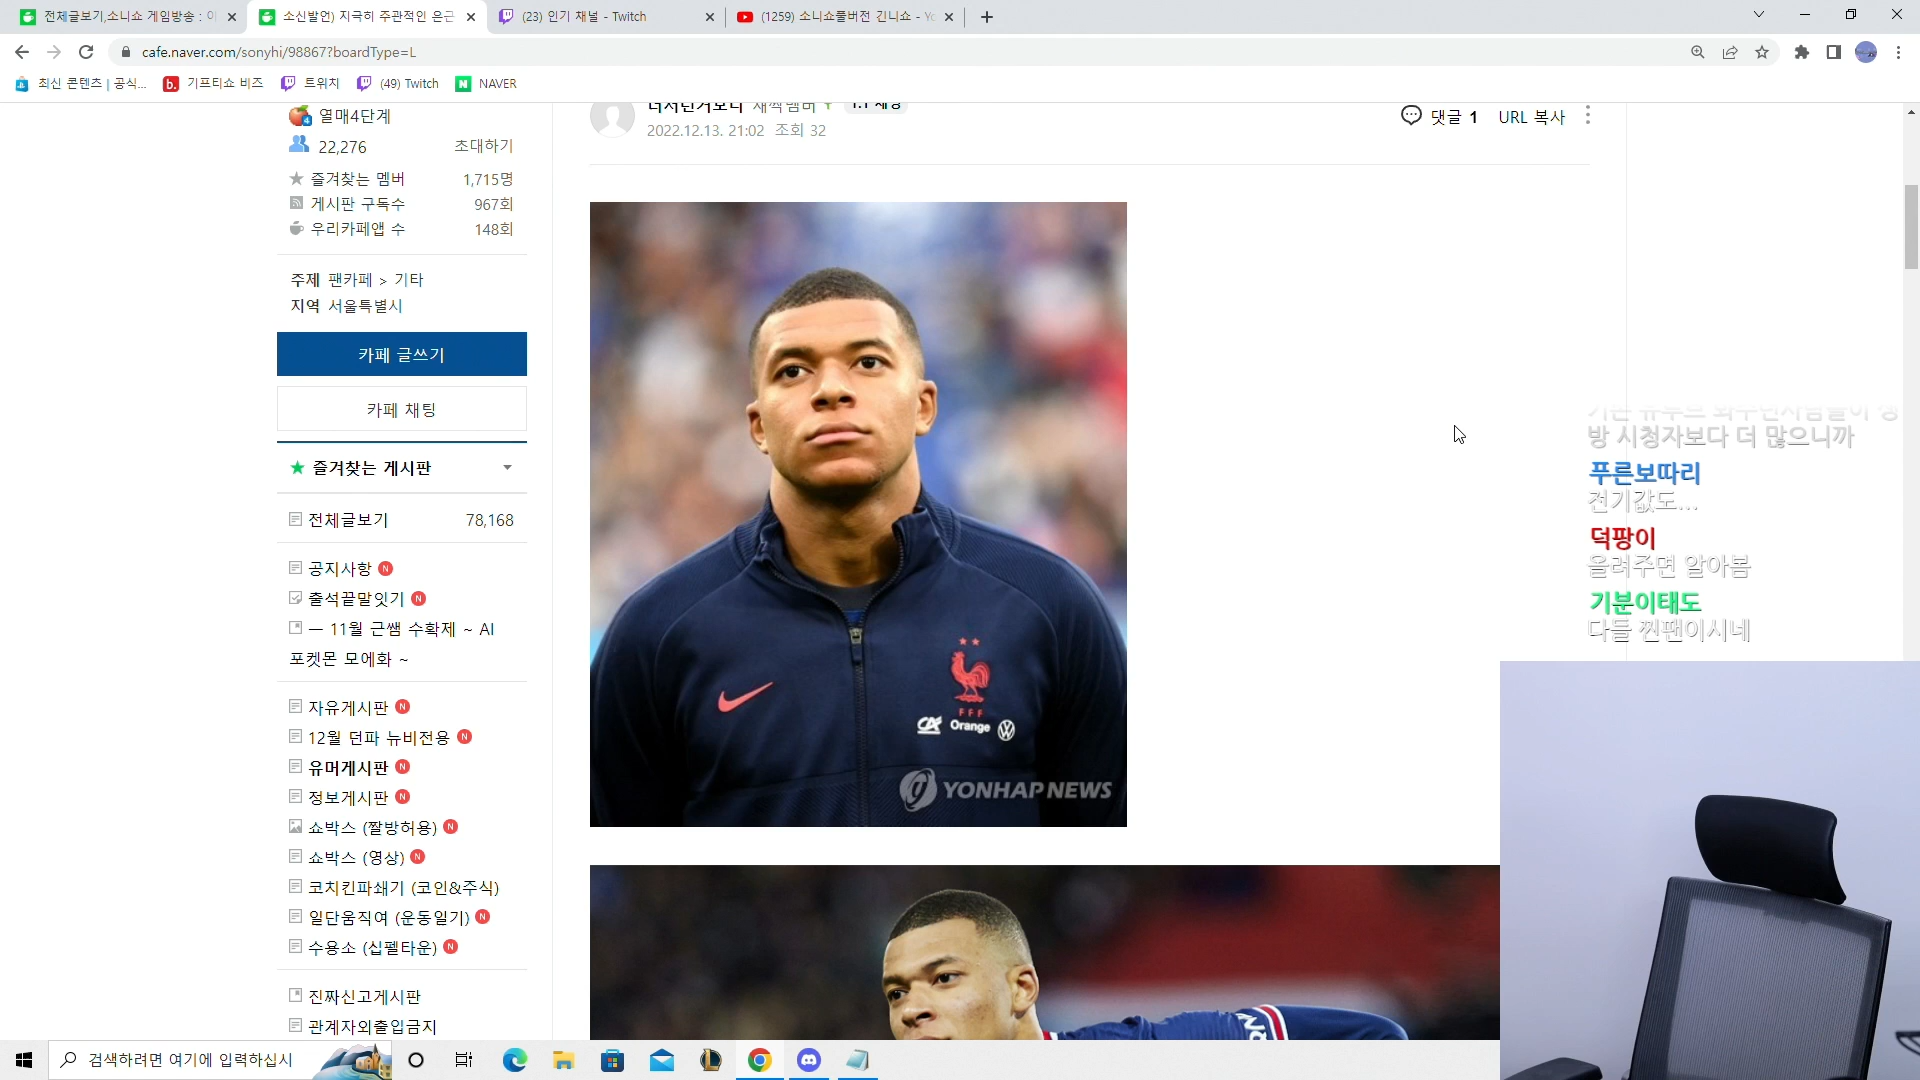 전체글보기,소니쇼 게임방송 :
소신발언) 지극히 주관적인 은근
(23) 인기 채널 - Twitch
(1259) 소니쇼풀버전 긴니쇼 - Yo
cafe.naver.com/sonyhi/98867?boardType=L
최신 콘텐츠 | 공식...
기프티쇼 비즈
트위치
(49) Twitch
NAVER
열매4단계
22,276 초대하기
즐겨찾는 멤버 1,715명
게시판 구독수 967회
우리카페앱 수 148회
주제 팬카페 > 기타
지역 서울특별시
카페 글쓰기
카페 채팅
즐겨찾는 게시판
전체글보기 78,168
공지사항 N
출석끝말잇기 N
ㅡ 11월 근쌤 수확제 ~ AI
포켓몬 모에화 ~
자유게시판 N
12월 던파 뉴비전용 N
유머게시판 N
정보게시판 N
쇼박스 (짤방허용) N
쇼박스 (영상) N
코치킨파쇄기 (코인&주식)
일단움직여 (운동일기) N
수용소 (십펠타운) N
진짜신고게시판
관계자외출입금지
새싹멤버 1:1 채팅
2022.12.13. 21:02 조회 32
댓글 1 URL 복사
FFF
CA Orange
YONHAP NEWS
방 시청자보다 더 많으니까
푸른보따리
전기값도...
덕팡이
올려주면 알아봄
기분이태도
다들 찐팬이시네
검색하려면 여기에 입력하십시